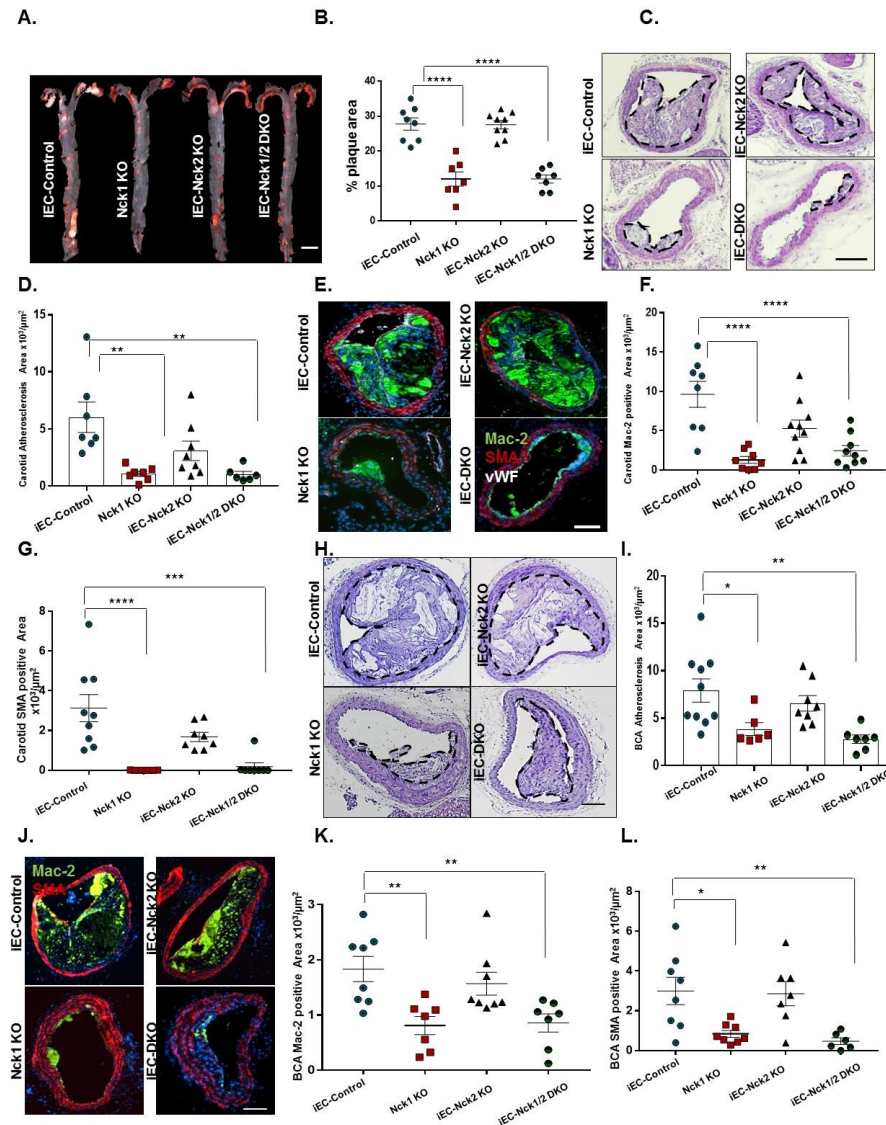 A.
iEC-Control
Nck1 KO
iEC-Nck2 KO
iEC-Nck1/2 DKO
B.
% plaque area
40
30
20
10
0
****
****
iEC-Control
Nck1 KO
iEC-Nck2 KO
iEC-Nck1/2 DKO
C.
iEC-Control
iEC-Nck2 KO
Nck1 KO
iEC-DKO
D.
Carotid Atherosclerosis Area x10³/µm²
15
10
5
0
**
**
iEC-Control
Nck1 KO
iEC-Nck2 KO
iEC-Nck1/2 DKO
E.
iEC-Control
iEC-Nck2 KO
Nck1 KO
iEC-DKO
Mac-2
SMA
vWF
F.
Carotid Mac-2 positive Area x10³/µm²
20
15
10
5
0
****
****
iEC-Control
Nck1 KO
iEC-Nck2 KO
iEC-Nck1/2 DKO
G.
Carotid SMA positive Area
x10³/µm²
8
6
4
2
0
****
***
iEC-Control
Nck1 KO
iEC-Nck2 KO
iEC-Nck1/2 DKO
H.
iEC-Control
iEC-Nck2 KO
Nck1 KO
iEC-DKO
I.
BCA Atherosclerosis Area x10³/µm²
20
15
10
5
0
*
**
iEC-Control
Nck1 KO
iEC-Nck2 KO
iEC-Nck1/2 DKO
J.
Mac-2
SMA
iEC-Control
iEC-Nck2 KO
Nck1 KO
iEC-DKO
K.
BCA Mac-2 positive Area x10³/µm²
3
2
1
0
**
**
iEC-Control
Nck1 KO
iEC-Nck2 KO
iEC-Nck1/2 DKO
L.
BCA SMA positive Area x10³/µm²
8
6
4
2
0
*
**
iEC-Control
Nck1 KO
iEC-Nck2 KO
iEC-Nck1/2 DKO